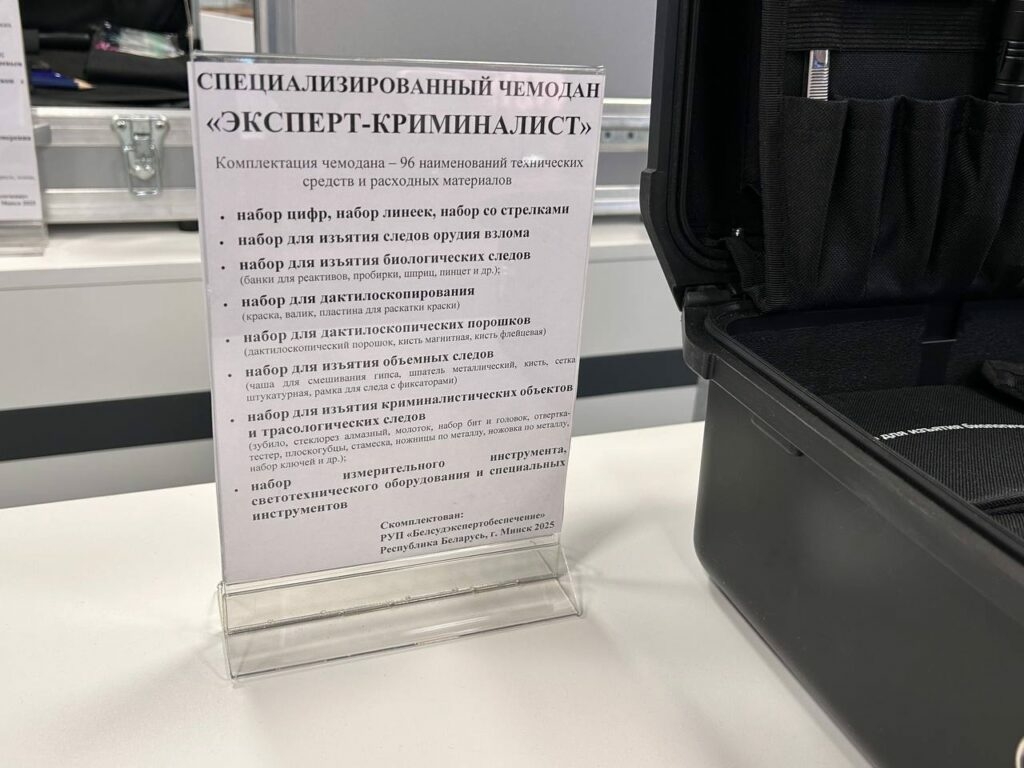 СПЕЦИАЛИЗИРОВАННЫЙ ЧЕМОДАН
«ЭКСПЕРТ-КРИМИНАЛИСТ»
Комплектация чемодана – 96 наименований технических
средств и расходных материалов
• набор цифр, набор линеек, набор со стрелками
• набор для изъятия следов орудия взлома
• набор для изъятия биологических следов
(банки для реактивов, пробирки, шприц, пинцет и др.);
• набор для дактилоскопирования
(краска, валик, пластина для раскатки краски)
• набор для дактилоскопических порошков
(дактилоскопический порошок, кисть магнитная, кисть флейцевая)
• набор для изъятия объемных следов
(чаша для смешивания гипса, шпатель металлический, кисть, сетка
штукатурная, рамка для следа с фиксаторами)
• набор для изъятия криминалистических объектов
и трасологических следов
(зубило, стеклорез алмазный, молоток, набор бит и головок, отвертка-
тестер, плоскогубцы, стамеска, ножницы по металлу, ножовка по металлу,
набор ключей и др.);
• набор измерительного инструмента,
светотехнического оборудования и специальных
инструментов
Скомплектован:
РУП «Белсудэкспертобеспечение»
Республика Беларусь, г. Минск 2025
для изъятия
Минск 2025